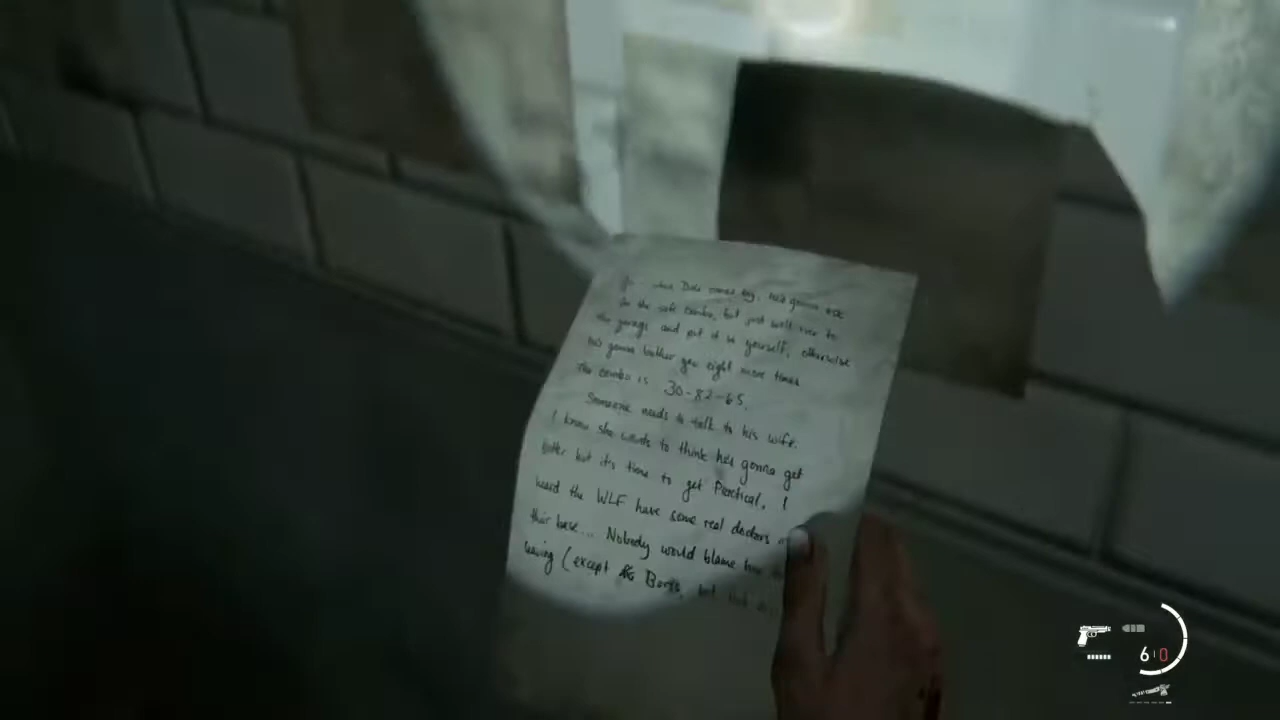 when Dale comes by, he's gonna ask
for the safe combo, but just walk over to
the garage and put it in yourself, otherwise
he's gonna bother you eight more times
The combo is 30-82-65.
Someone needs to talk to his wife.
I know she wants to think he's gonna get
better but it's time to get Practical. I
heard the WLF have some real doctors
their base... Nobody would blame
leaving (except Boris, but
6 0